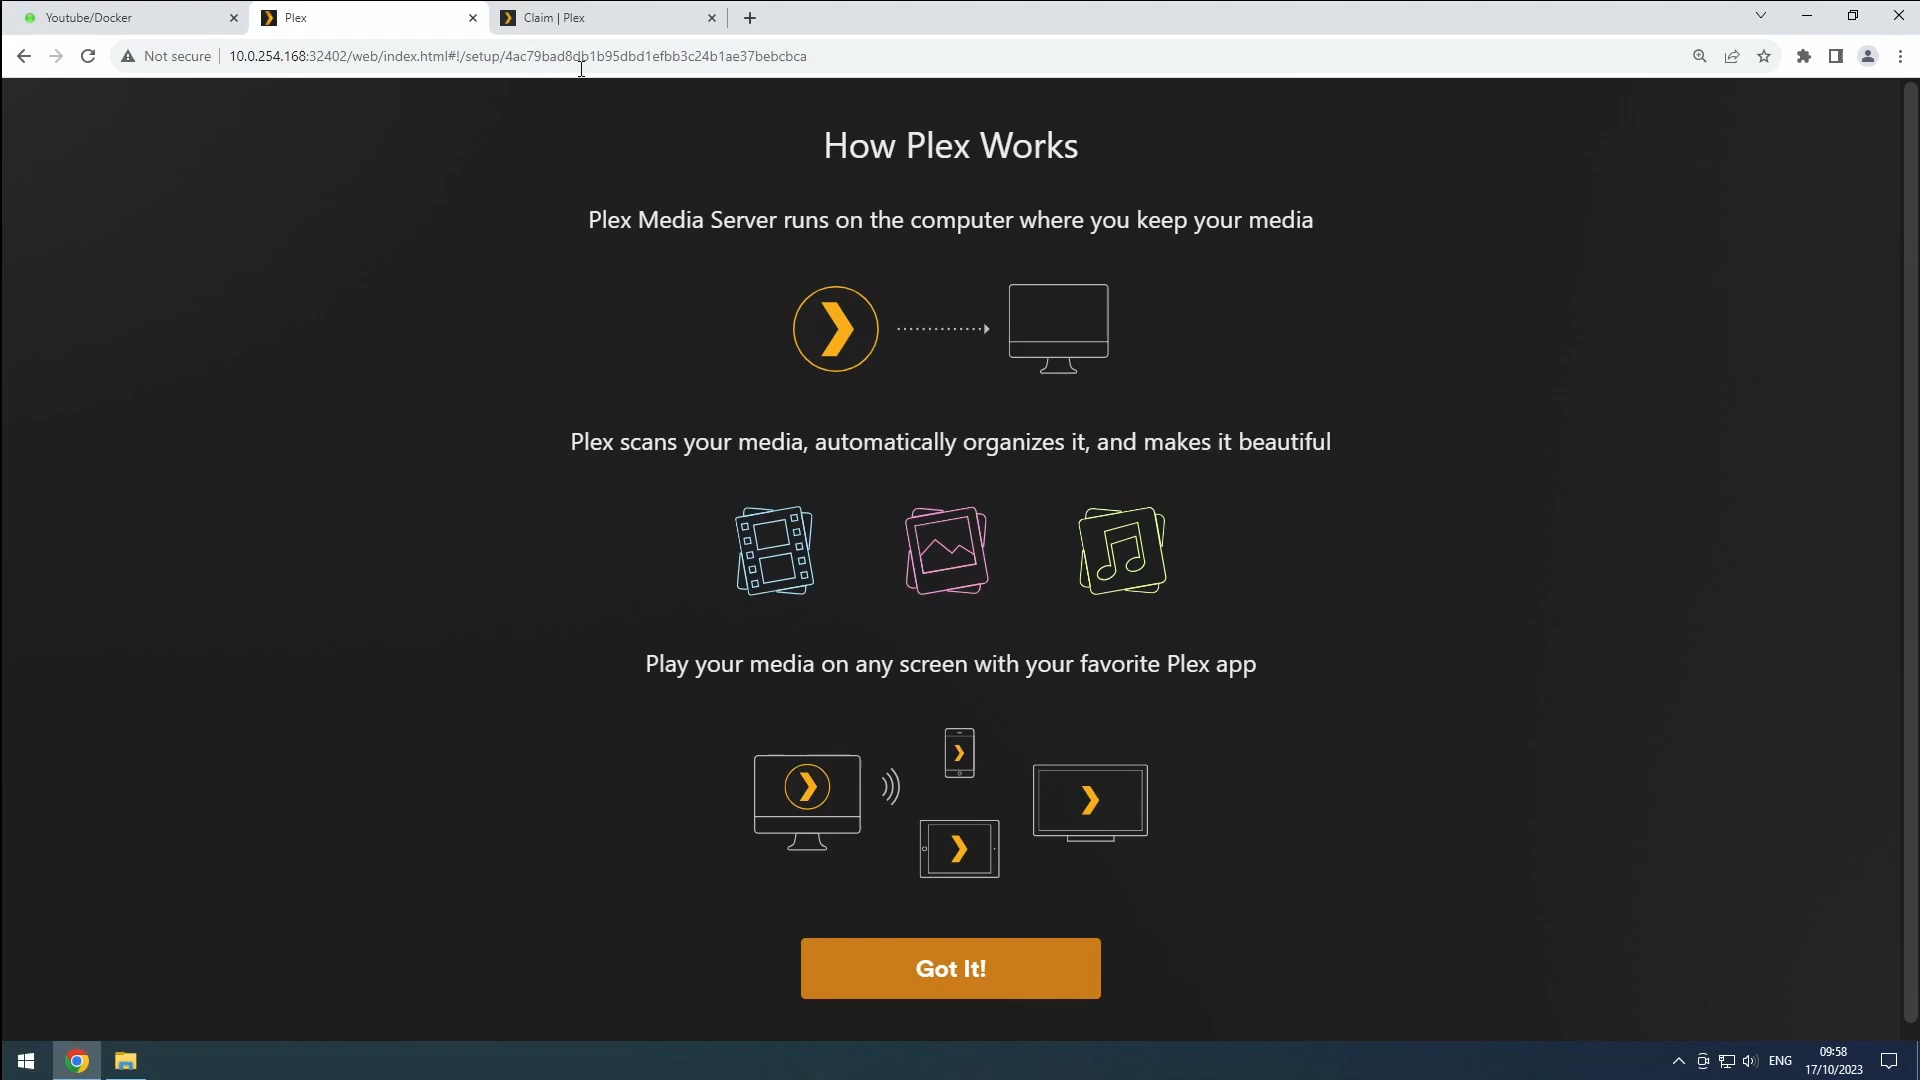 Youtube/Docker
Plex
Claim | Plex
Not secure
10.0.254.168:32402/web/index.html#!/setup/4ac79bad8db1b95dbd1efbb3c24b1ae37bebcbca
How Plex Works
Plex Media Server runs on the computer where you keep your media
Plex scans your media, automatically organizes it, and makes it beautiful
Play your media on any screen with your favorite Plex app
Got It!
ENG
09:58
17/10/2023